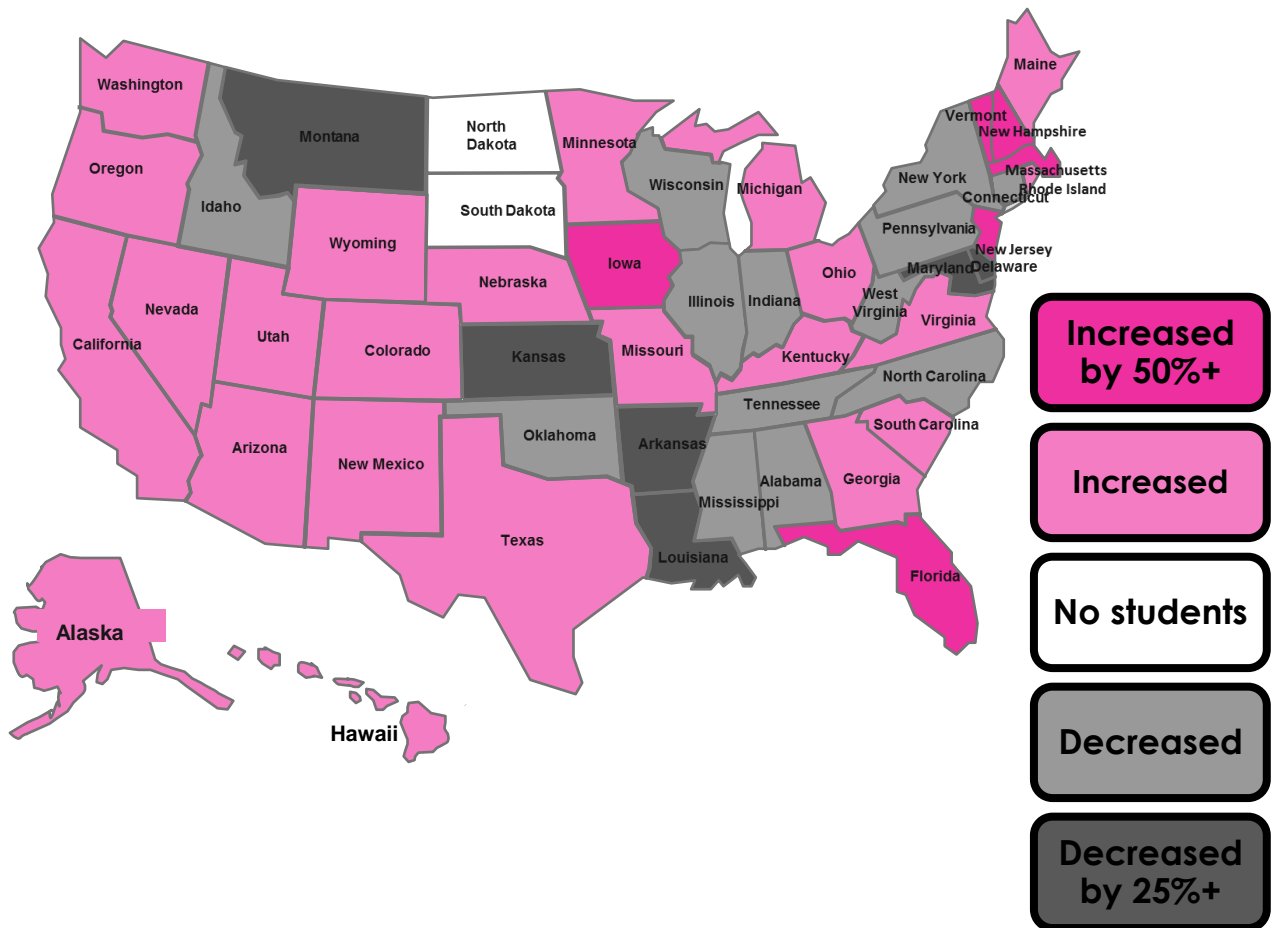 Maine
Washington
Vermont
North
Dakota
Montana
New Hampshire
Minnesota
Oregon
Massachusetts
New York
Wisconsin
Michigan
Rhode Island
Connecticut
Idaho
South Dakota
Pennsylvania
Wyoming
New Jersey
Iowa
Maryland
Delaware
Ohio
Nebraska
West
Virginia
Illinois
Indiana
Nevada
Virginia
Utah
California
Colorado
Missouri
Kansas
Kentucky
North Carolina
Tennessee
South Carolina
Oklahoma
Arkansas
Arizona
New Mexico
Georgia
Alabama
Mississippi
Texas
Louisiana
Florida
Alaska
Hawaii
Increased
by 50%+
Increased
No students
Decreased
Decreased
by 25%+